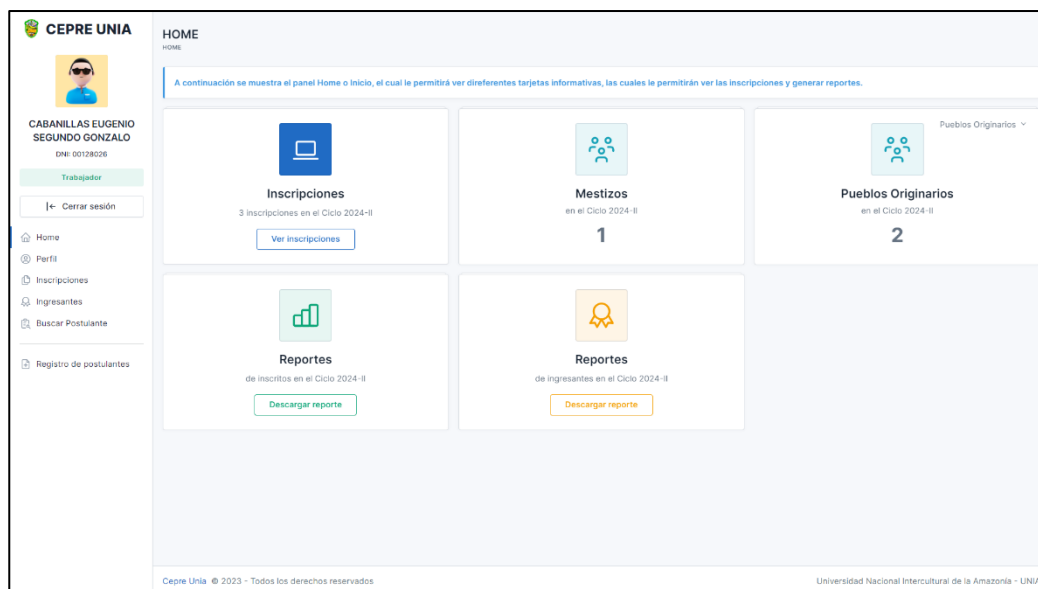 CEPRE UNIA
CABANILLAS EUGENIO
SEGUNDO GONZALO
DNI: 00128026
Trabajador
Cerrar sesión
Home
Perfil
Inscripciones
Ingresantes
Buscar Postulante
Registro de postulantes
HOME
HOME
A continuación se muestra el panel Home o Inicio, el cual le permitirá ver direferentes tarjetas informativas, las cuales le permitirán ver las inscripciones y generar reportes.
Inscripciones
3 inscripciones en el Ciclo 2024-II
Ver inscripciones
Mestizos
en el Ciclo 2024-II
1
Pueblos Originarios
Pueblos Originarios
en el Ciclo 2024-II
2
Reportes
de inscritos en el Ciclo 2024-II
Descargar reporte
Reportes
de ingresantes en el Ciclo 2024-II
Descargar reporte
Cepre Unia © 2023 - Todos los derechos reservados
Universidad Nacional Intercultural de la Amazonía - UNIA